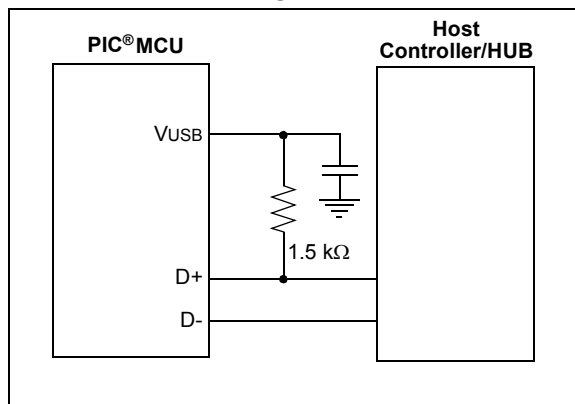 PIC®MCU
Host
Controller/HUB
VUSB
1.5 kΩ
D+
D-